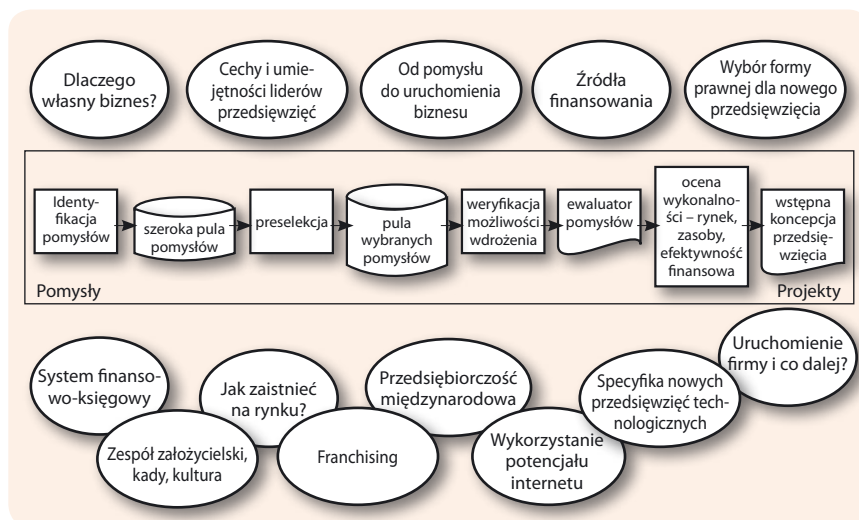 Dlaczego
własny biznes?
Cechy i umie-
jętności liderów
przedsięwzięć
Od pomysłu
do uruchomienia
biznesu
Źródła
finansowania
Wybór formy
prawnej dla nowego
przedsięwzięcia
Identy-
fikacja
pomysłów
szeroka pula
pomysłów
preselekcja
pula
wybranych
pomysłów
weryfikacja
możliwości
wdrożenia
ewaluator
pomysłów
ocena
wykonalno-
ści – rynek,
zasoby,
efektywność
finansowa
wstępna
koncepcja
przedsię-
wzięcia
Pomysły
Projekty
System finanso-
wo-księgowy
Zespół założycielski,
kady, kultura
Jak zaistnieć
na rynku?
Franchising
Przedsiębiorczość
międzynarodowa
Wykorzystanie
potencjału
internetu
Specyfika nowych
przedsięwzięć tech-
nologicznych
Uruchomienie
firmy i co dalej?